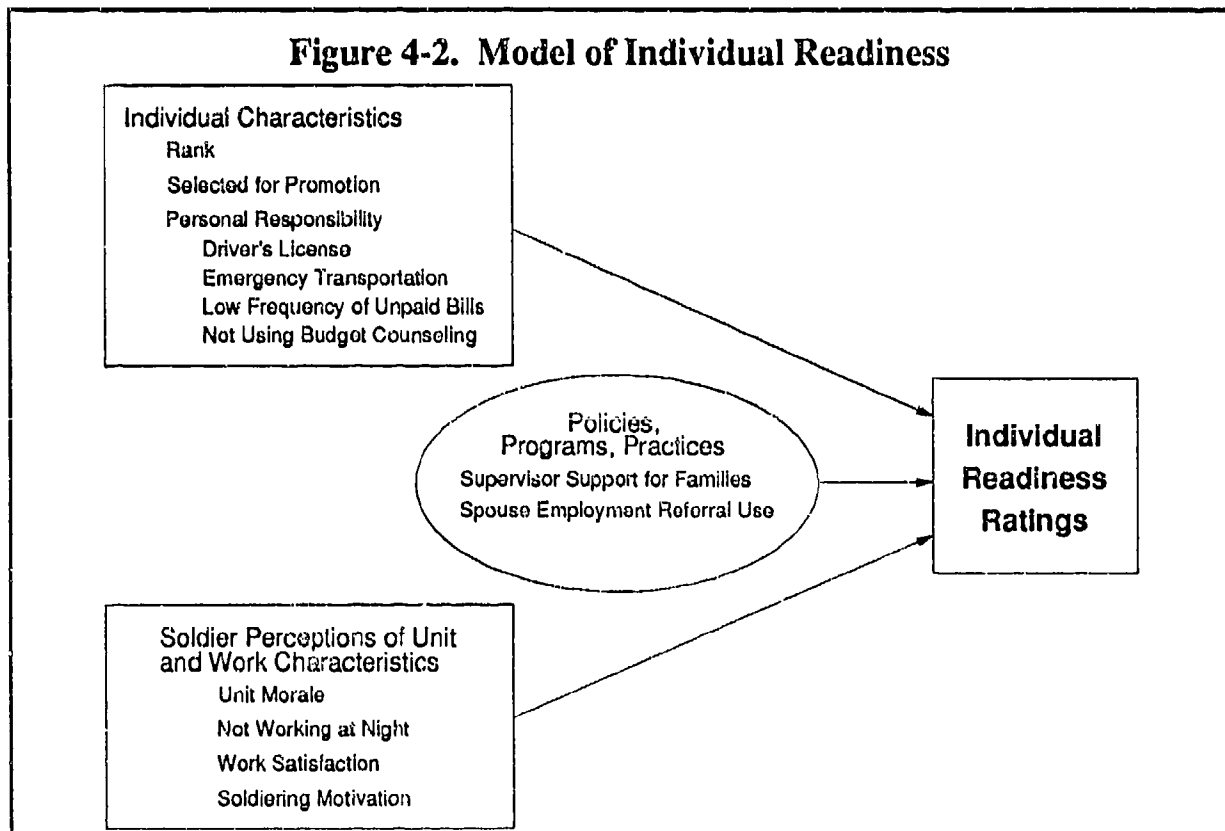 Figure 4-2. Model of Individual Readiness
Individual Characteristics
Rank
Selected for Promotion
Personal Responsibility
Driver's License
Emergency Transportation
Low Frequency of Unpaid Bills
Not Using Budget Counseling
Policies,
Programs, Practices
Supervisor Support for Families
Spouse Employment Referral Use
Individual
Readiness
Ratings
Soldier Perceptions of Unit
and Work Characteristics
Unit Morale
Not Working at Night
Work Satisfaction
Soldiering Motivation